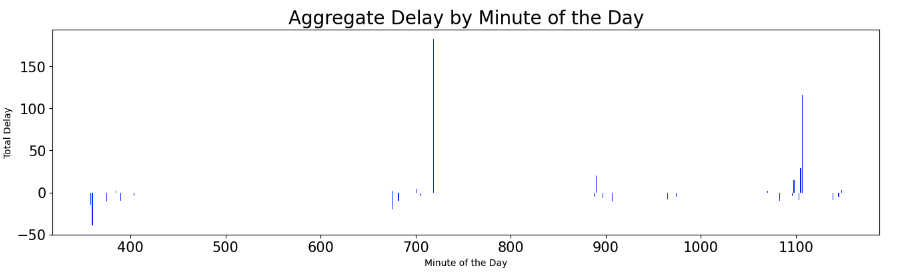 Aggregate Delay by Minute of the Day
150
100
50
0
−50
Total Delay
400 500 600 700 800 900 1000 1100
Minute of the Day